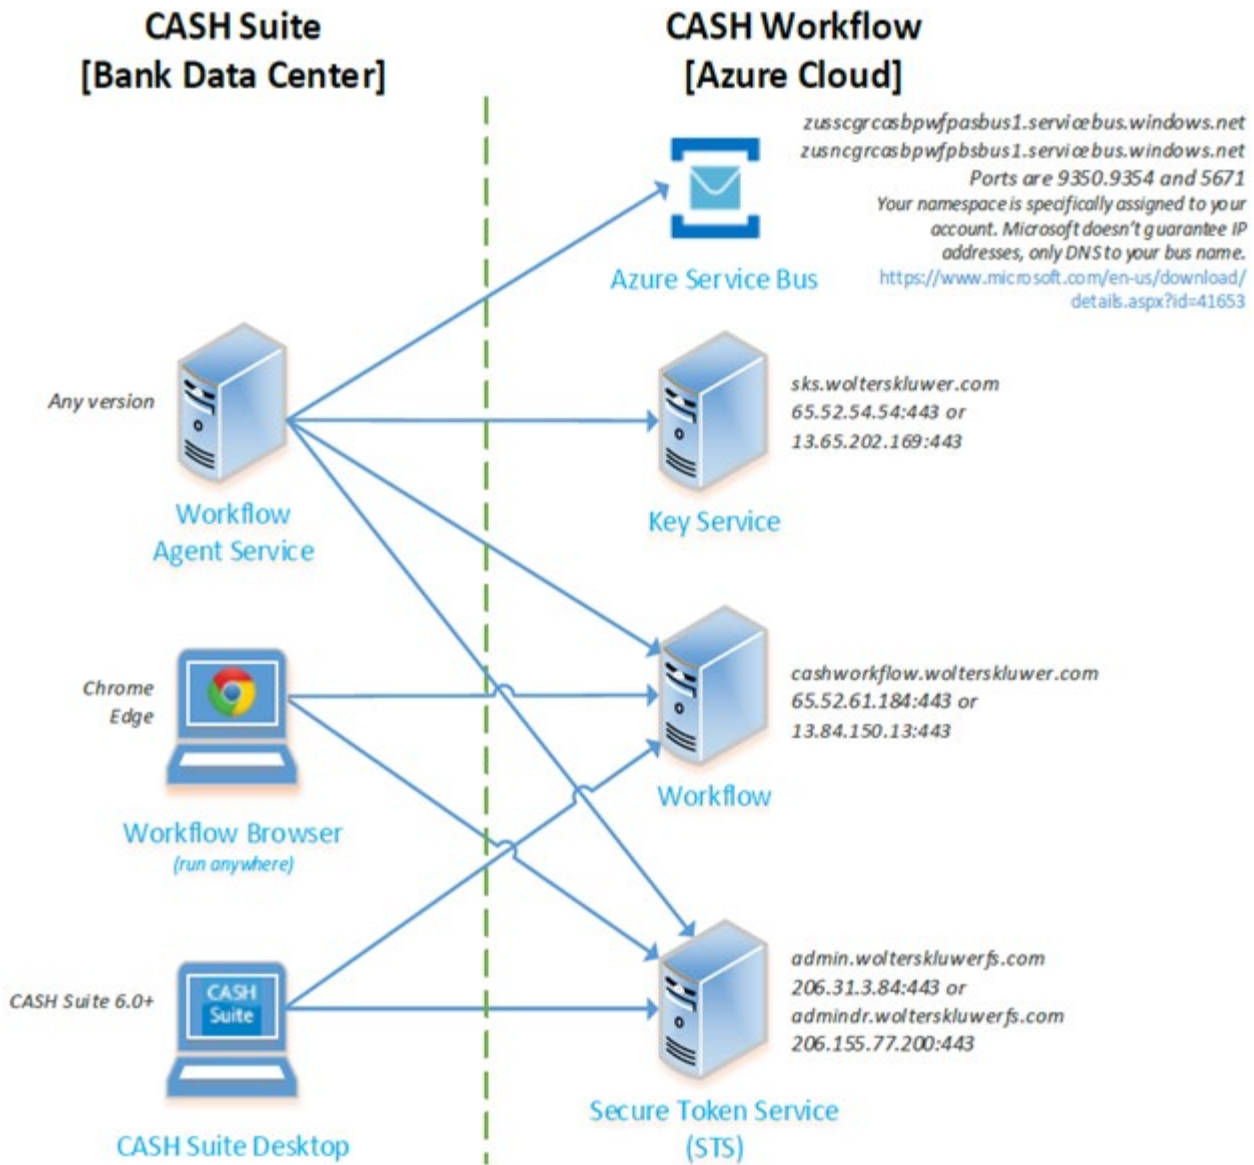 CASH Suite
[Bank Data Center]
CASH Workflow
[Azure Cloud]
zusscgrcasbpwfpasbus1.servicebus.windows.net
zusncgrcasbpwfpbsbus1.servicebus.windows.net
Ports are 9350.9354 and 5671
Your namespace is specifically assigned to your
account. Microsoft doesn't guarantee IP
addresses, only DNS to your bus name.
https://www.microsoft.com/en-us/download/
details.aspx?id=41653
Azure Service Bus
Any version
Workflow
Agent Service
sks.wolterskluwer.com
65.52.54.54:443 or
13.65.202.169:443
Key Service
Chrome
Edge
Workflow Browser
(run anywhere)
cashworkflow.wolterskluwer.com
65.52.61.184:443 or
13.84.150.13:443
Workflow
CASH Suite 6.0+
CASH
Suite
CASH Suite Desktop
admin.wolterskluwerfs.com
206.31.3.84:443 or
admindr.wolterskluwerfs.com
206.155.77.200:443
Secure Token Service
(STS)